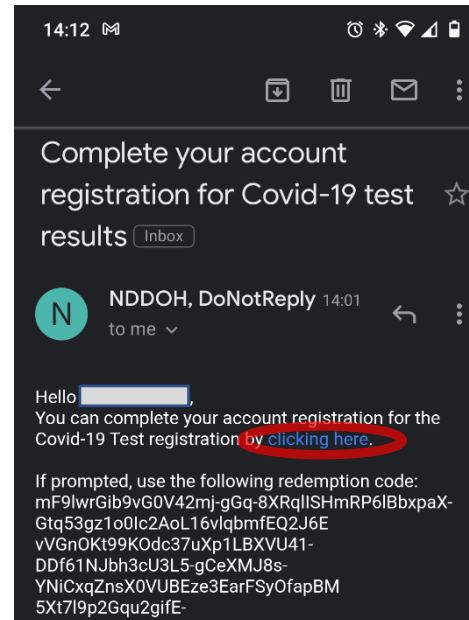 14:12
Complete your account
registration for Covid-19 test
results Inbox
N
NDDOH, DoNotReply 14:01
to me
Hello ,
You can complete your account registration for the
Covid-19 Test registration by clicking here.
If prompted, use the following redemption code:
mF9lwrGib9vG0V42mj-gGq-8XRqlISHmRP6lBbxpaX-
Gtq53gz1o0Ic2AoL16vlqbmfEQ2J6E
vVGnOKt99KOdc37uXp1LBXVU41-
DDf61NJbh3cU3L5-gCeXMJ8s-
YNiCxqZnsX0VUBEze3EarFSyOfapBM
5Xt7l9p2Gqu2gifE-